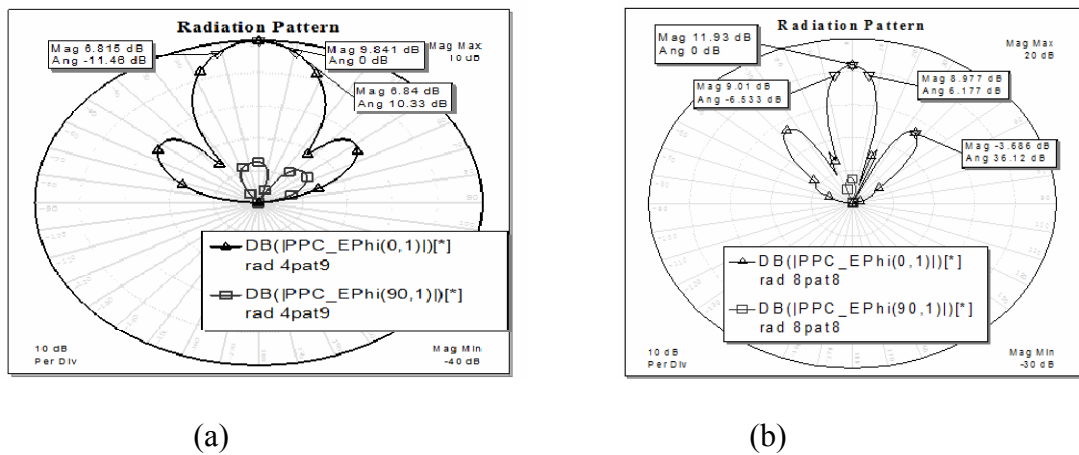 Radiation Pattern
Mag 6.815 dB
Ang -11.46 dB
Mag 9.841 dB
Ang 0 dB
Mag Max
10 dB
Mag 6.84 dB
Ang 10.33 dB
DB(|PPC_EPhi(0,1)|)[*]
rad 4pat9
DB(|PPC_EPhi(90,1)|)[*]
rad 4pat9
10 dB
Per Div
Mag Min
-40 dB
(a)
Radiation Pattern
Mag 11.93 dB
Ang 0 dB
Mag Max
20 dB
Mag 9.01 dB
Ang -6.533 dB
Mag 8.977 dB
Ang 6.177 dB
Mag -3.686 dB
Ang 36.12 dB
DB(|PPC_EPhi(0,1)|)[*]
rad 8pat8
DB(|PPC_EPhi(90,1)|)[*]
rad 8pat8
10 dB
Per Div
Mag Min
-30 dB
(b)